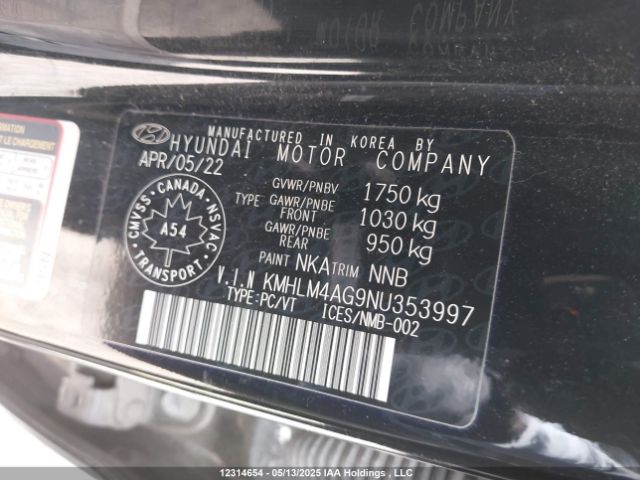 MANUFACTURED IN KOREA BY
HYUNDAI MOTOR COMPANY
APR/05/22
GVWR/PNBV 1750 kg
TYPE GAWR/PNBE FRONT 1030 kg
GAWR/PNBE REAR 950 kg
PAINT NKA TRIM NNB
V.I.N KMHLM4AG9NU353997
TYPE:PC/VT ICES/NMB-002
CANADA
CMVSS NSVAC
A54
TRANSPORT
LE CHARGEMENT
12314654 - 05/13/2025 IAA Holdings, LLC